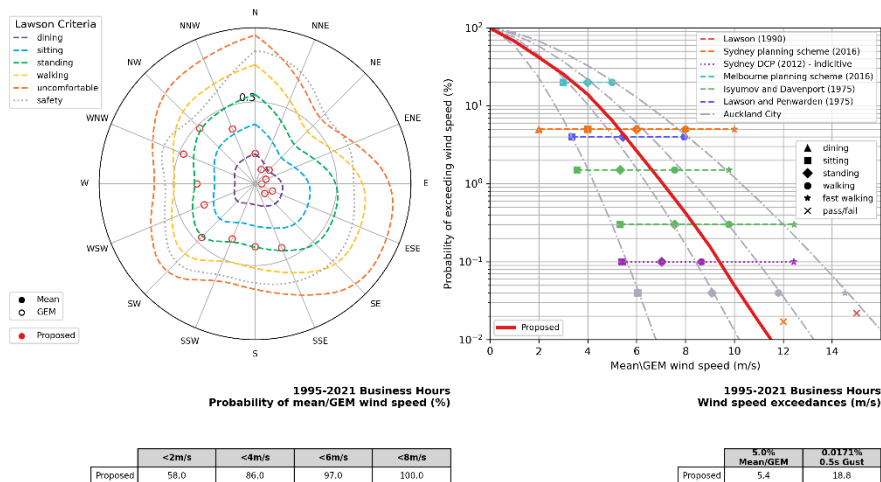 Lawson Criteria
dining
sitting
standing
walking
uncomfortable
safety
N
NNE
NE
ENE
E
ESE
SE
SSE
S
SSW
SW
WSW
W
WNW
NW
NNW
0.5
Mean
GEM
Proposed
Probability of exceeding wind speed (%)
10²
10¹
10⁰
10⁻¹
10⁻²
0 2 4 6 8 10 12 14
Mean\GEM wind speed (m/s)
Lawson (1990)
Sydney planning scheme (2016)
Sydney DCP (2012) - Indicitive
Melbourne planning scheme (2016)
Isyumov and Davenport (1975)
Lawson and Penwarden (1975)
Auckland City
dining
sitting
standing
walking
fast walking
pass/fail
Proposed
1995-2021 Business Hours
Probability of mean/GEM wind speed (%)
1995-2021 Business Hours
Wind speed exceedances (m/s)
<2m/s <4m/s <6m/s <8m/s
Proposed 58.0 86.0 97.0 100.0
5.0% 0.0171%
Mean/GEM 0.5s Gust
Proposed 5.4 18.8